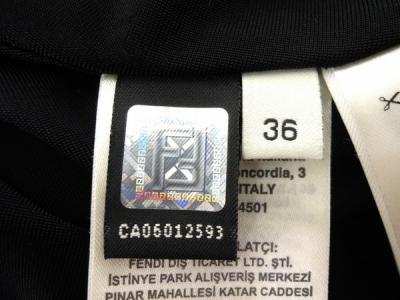 36
oncordia, 3
ITALY
4501
CA06012593
LATÇI:
FENDI DIŞ TİCARET LTD. ŞTİ.
İSTİNYE PARK ALIŞVERİŞ MERKEZİ
PINAR MAHALLESİ KATAR CADDESİ